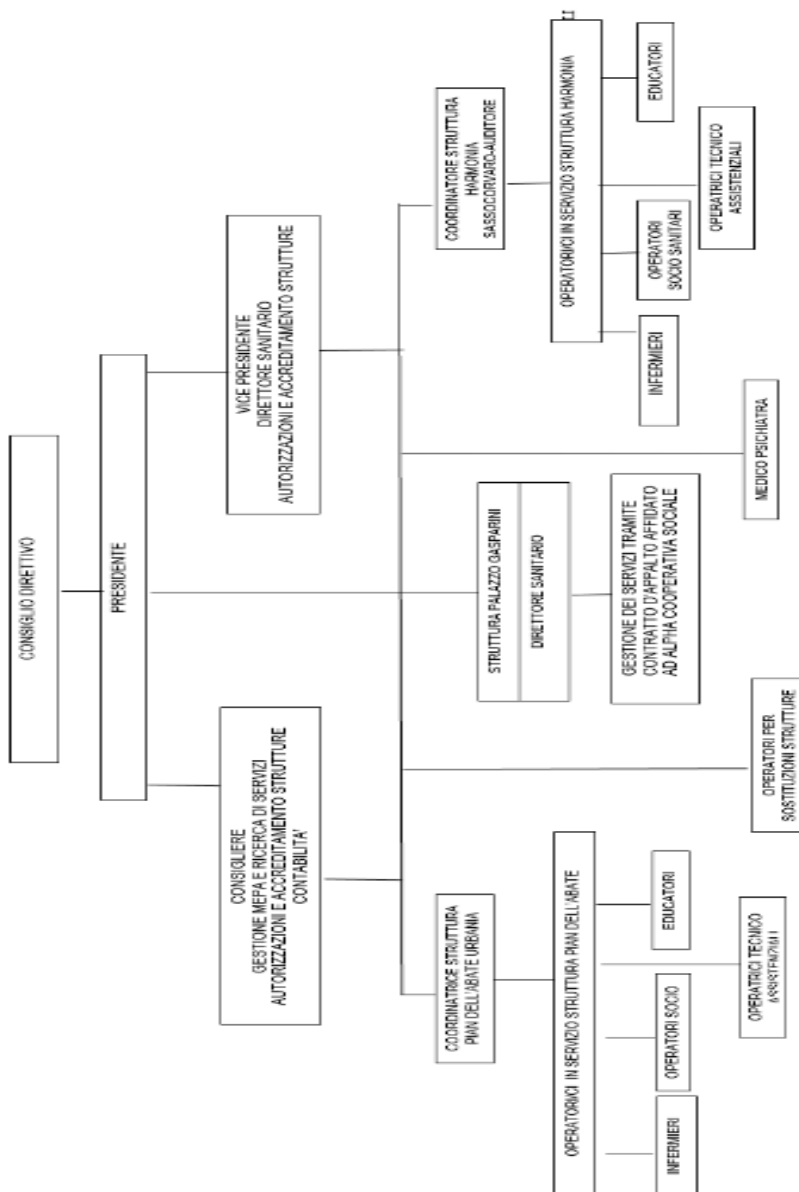 CONSIGLIO DIRETTIVO
PRESIDENTE
CONSIGLIERE
GESTIONE MEPA E RICERCA DI SERVIZI
AUTORIZZAZIONI E ACCREDITAMENTO STRUTTURE
CONTABILITA'
VICE PRESIDENTE
DIRETTORE SANITARIO
AUTORIZZAZIONI E ACCREDITAMENTO STRUTTURE
COORDINATRICE STRUTTURA
PIAN DELL'ABATE URBANIA
STRUTTURA PALAZZO GASPARINI
DIRETTORE SANITARIO
COORDINATORE STRUTTURA
HARMONIA
SASSOCORVARO-AUDITORE
OPERATORI/CI IN SERVIZIO STRUTTURA PIAN DELL'ABATE
GESTIONE DEI SERVIZI TRAMITE
CONTRATTO D'APPALTO AFFIDATO
AD ALPHA COOPERATIVA SOCIALE
OPERATORI/CI IN SERVIZIO STRUTTURA HARMONIA
INFERMIERI
OPERATORI SOCIO
EDUCATORI
INFERMIERI
OPERATORI
SOCIO SANITARI
EDUCATORI
OPERATRICI TECNICO
OPERATORI PER
SOSTITUZIONI STRUTTURE
MEDICO PSICHIATRA
OPERATRICI TECNICO
ASSISTENZIALI